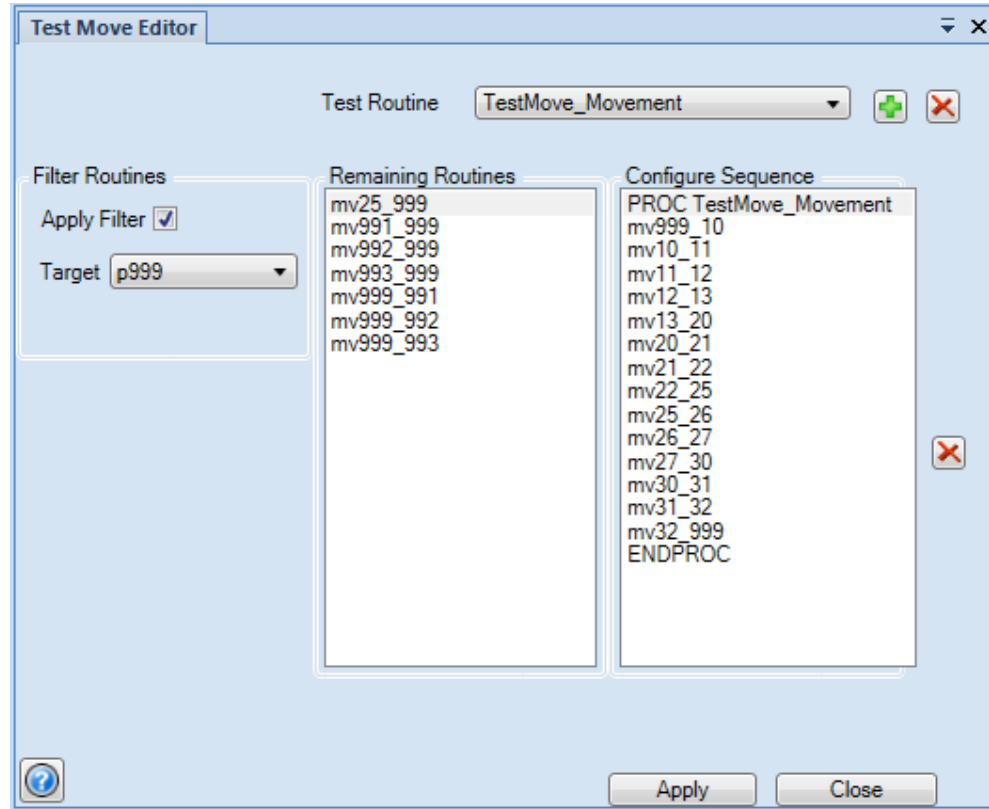 Test Move Editor
Test Routine TestMove_Movement
Filter Routines
Apply Filter
Target p999
Remaining Routines
mv25_999
mv991_999
mv992_999
mv993_999
mv999_991
mv999_992
mv999_993
Configure Sequence
PROC TestMove_Movement
mv999_10
mv10_11
mv11_12
mv12_13
mv13_20
mv20_21
mv21_22
mv22_25
mv25_26
mv26_27
mv27_30
mv30_31
mv31_32
mv32_999
ENDPROC
Apply Close